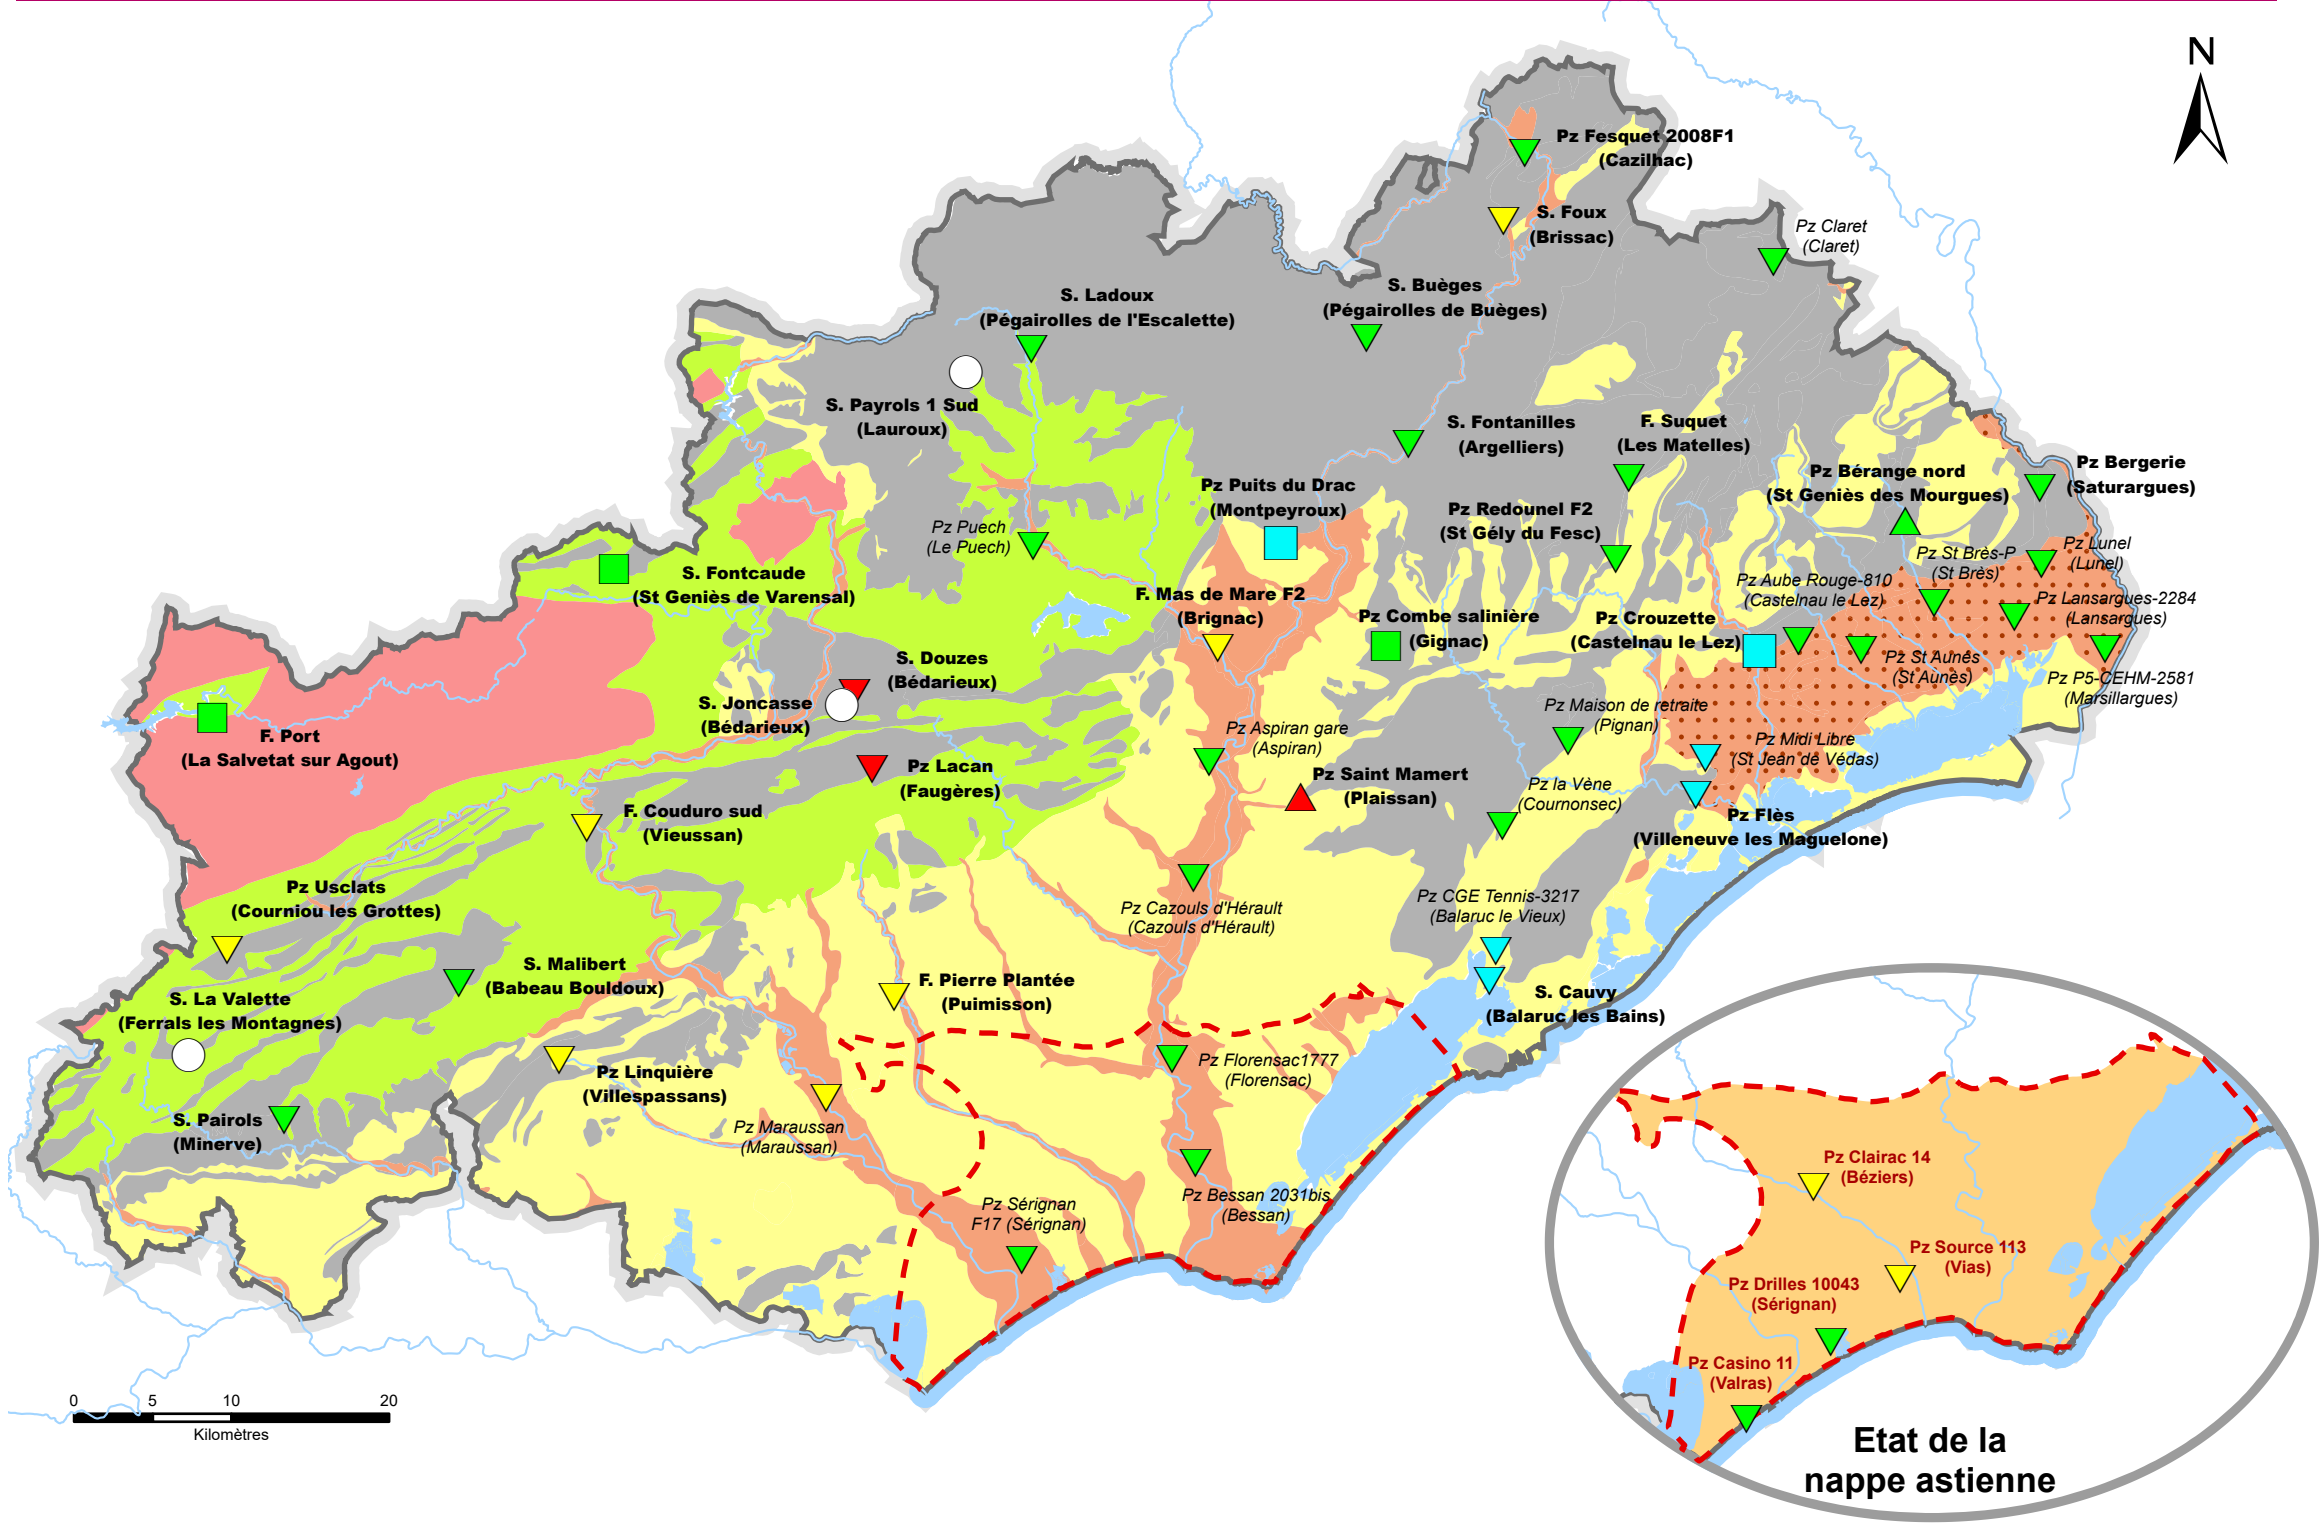 N
Pz Fesquet 2008F1
(Cazilhac)
S. Foux
(Brissac)
Pz Claret
(Claret)
S. Ladoux
(Pégairolles de l'Escalette)
S. Buèges
(Pégairolles de Buèges)
S. Payrols 1 Sud
(Lauroux)
S. Fontanilles
(Argelliers)
F. Suquet
(Les Matelles)
Pz Bérange nord
(St Geniès des Mourgues)
Pz Bergerie
(Saturargues)
Pz Puits du Drac
(Montpeyroux)
Pz Redounel F2
(St Gély du Fesc)
Pz Puech
(Le Puech)
Pz St Brès-P
(St Brès)
Pz Lunel
(Lunel)
S. Fontcaude
(St Geniès de Varensal)
Pz Aube Rouge-810
(Castelnau le Lez)
F. Mas de Mare F2
(Brignac)
Pz Lansargues-2284
(Lansargues)
Pz Combe salinière
(Gignac)
Pz Crouzette
(Castelnau le Lez)
S. Douzes
(Bédarieux)
Pz St Aunès
(St Aunès)
Pz P5-CEHM-2581
(Marsillargues)
S. Joncasse
(Bédarieux)
Pz Maison de retraite
(Pignan)
F. Port
(La Salvetat sur Agout)
Pz Aspiran gare
(Aspiran)
Pz Midi Libre
(St Jean de Védas)
Pz Lacan
(Faugères)
Pz Saint Mamert
(Plaissan)
Pz la Vène
(Cournonsec)
F. Couduro sud
(Vieussan)
Pz Flès
(Villeneuve les Maguelone)
Pz Usclats
(Courniou les Grottes)
Pz CGE Tennis-3217
(Balaruc le Vieux)
Pz Cazouls d'Hérault
(Cazouls d'Hérault)
S. Malibert
(Babeau Bouldoux)
F. Pierre Plantée
(Puimisson)
S. Cauvy
(Balaruc les Bains)
S. La Valette
(Ferrals les Montagnes)
Pz Florensac1777
(Florensac)
Pz Linquière
(Villespassans)
S. Pairols
(Minerve)
Pz Maraussan
(Maraussan)
Pz Bessan 2031bis
(Bessan)
Pz Sérignan
F17 (Sérignan)
Pz Clairac 14
(Béziers)
Pz Source 113
(Vias)
Pz Drilles 10043
(Sérignan)
Pz Casino 11
(Valras)
Etat de la
nappe astienne
0 5 10 20
Kilomètres